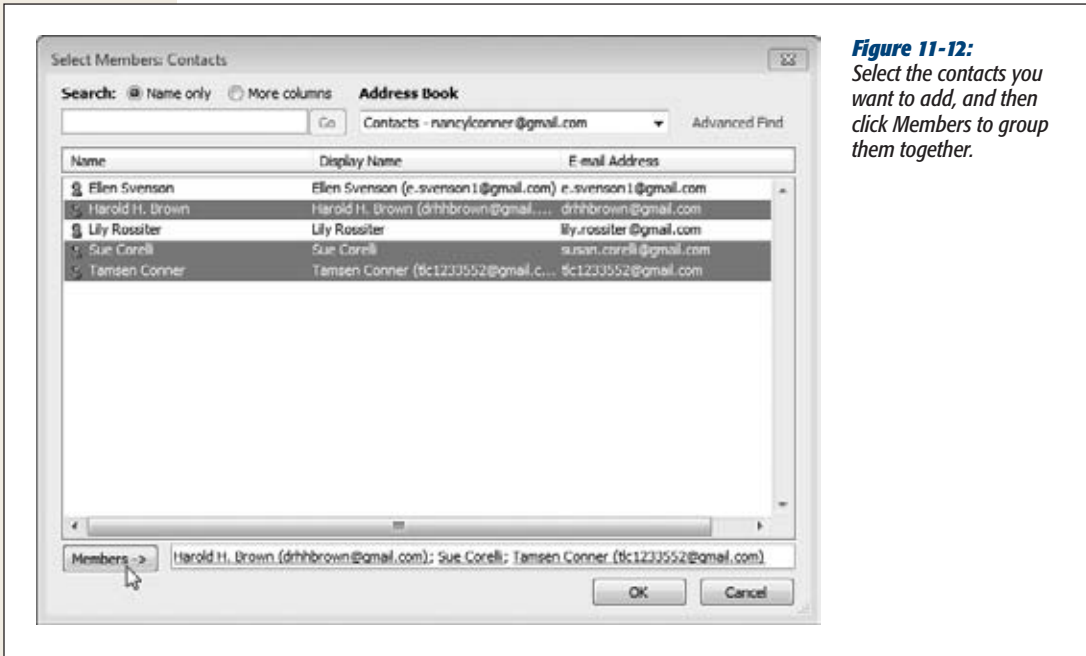 Select Members: Contacts
Search: Name only More columns Address Book
Go Contacts - nancylconner@gmail.com Advanced Find
Name Display Name E-mail Address
Ellen Svenson Ellen Svenson (e.svenson1@gmail.com) e.svenson1@gmail.com
Harold H. Brown Harold H. Brown (drhhbrown@gmail.... drhhbrown@gmail.com
Lily Rossiter Lily Rossiter lily.rossiter@gmail.com
Sue Corelli Sue Corelli susan.corelli@gmail.com
Tamsen Conner Tamsen Conner (tlc1233552@gmail.c... tlc1233552@gmail.com
Members -> Harold H. Brown (drhhbrown@gmail.com); Sue Corelli; Tamsen Conner (tlc1233552@gmail.com)
OK Cancel
Figure 11-12:
Select the contacts you
want to add, and then
click Members to group
them together.